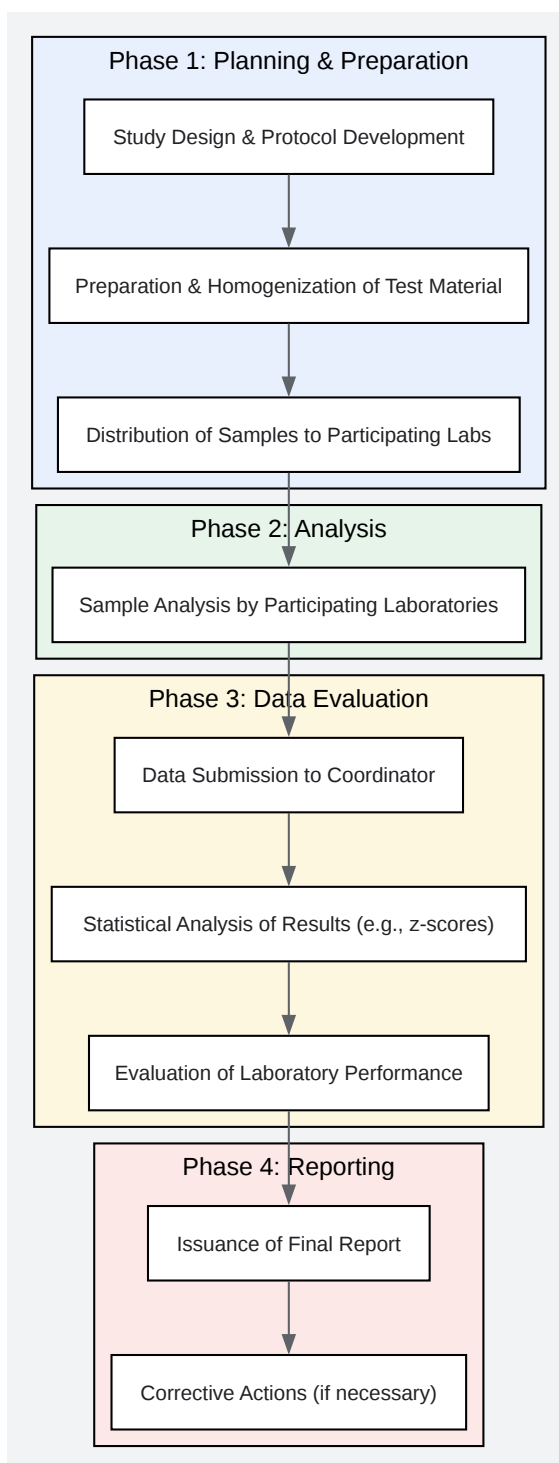 Phase 1: Planning & Preparation
Study Design & Protocol Development
Preparation & Homogenization of Test Material
Distribution of Samples to Participating Labs
Phase 2: Analysis
Sample Analysis by Participating Laboratories
Phase 3: Data Evaluation
Data Submission to Coordinator
Statistical Analysis of Results (e.g., z-scores)
Evaluation of Laboratory Performance
Phase 4: Reporting
Issuance of Final Report
Corrective Actions (if necessary)